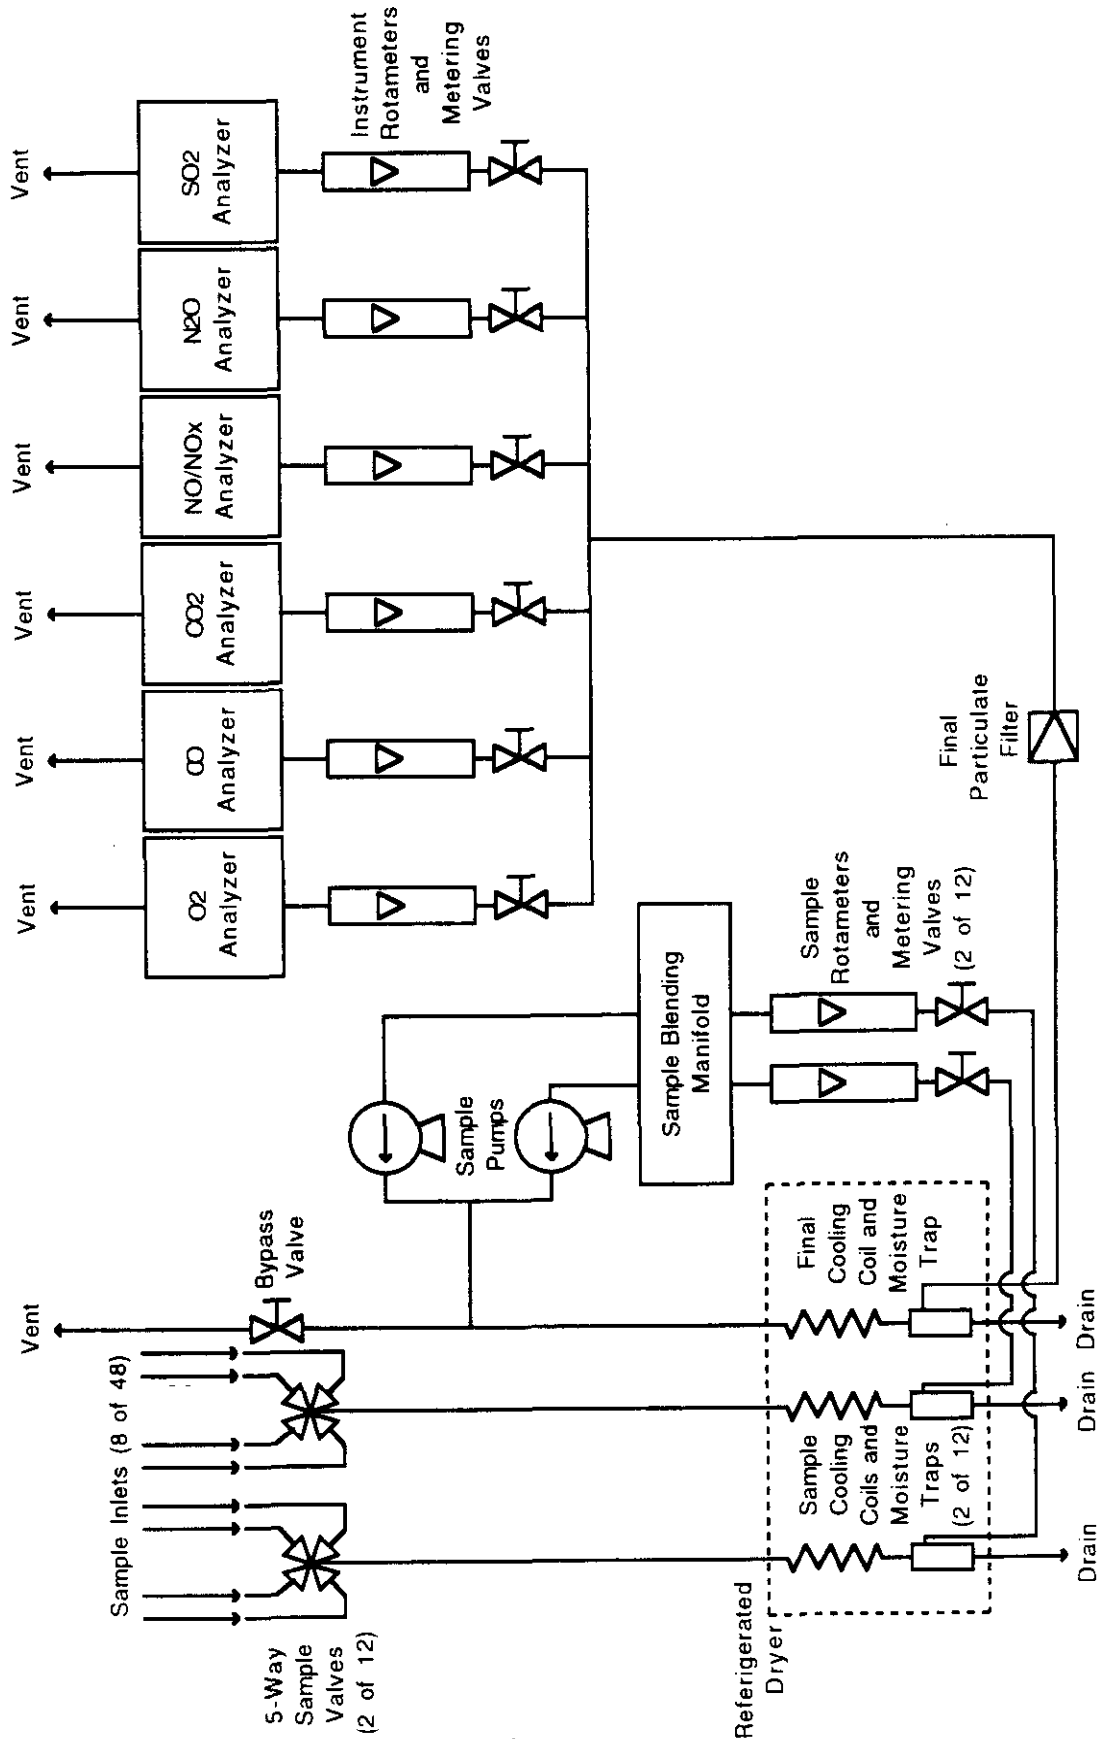 Vent
Sample Inlets (8 of 48)
5-Way
Sample
Valves
(2 of 12)
Bypass
Valve
Sample
Pumps
Referigerated
Dryer
Sample
Cooling
Coils and
Moisture
Traps
(2 of 12)
Final
Cooling
Coil and
Moisture
Trap
Drain
Drain
Drain
Sample Blending
Manifold
Sample
Rotameters
and
Metering
Valves
(2 of 12)
Final
Particulate
Filter
Vent
Vent
Vent
Vent
Vent
Vent
O2
Analyzer
CO
Analyzer
CO2
Analyzer
NO/NOx
Analyzer
N2O
Analyzer
SO2
Analyzer
Instrument
Rotameters
and
Metering
Valves